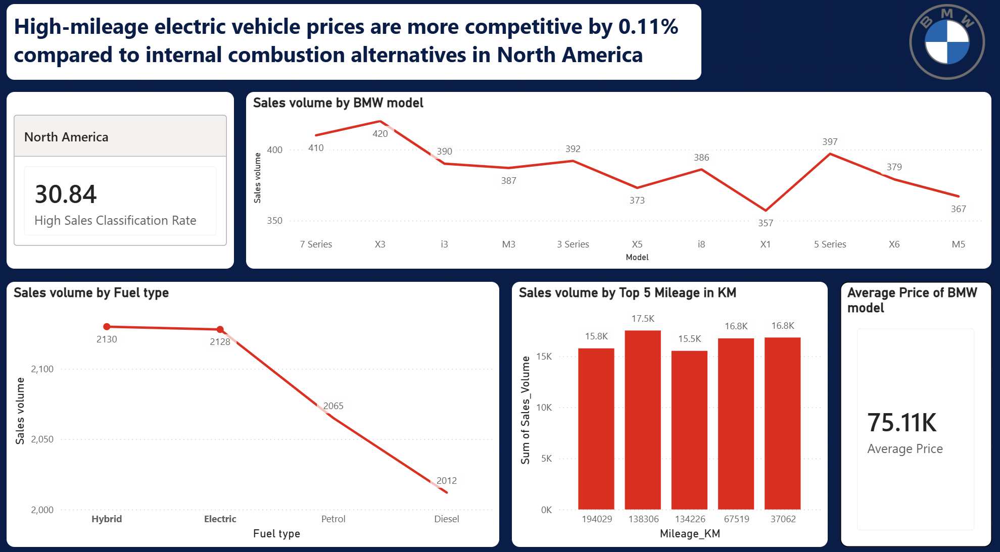 High-mileage electric vehicle prices are more competitive by 0.11%
compared to internal combustion alternatives in North America
BMW
North America
30.84
High Sales Classification Rate
Sales volume by BMW model
Sales volume
400
350
410
420
390
387
392
373
386
357
397
379
367
7 Series
X3
i3
M3
3 Series
X5
i8
X1
5 Series
X6
M5
Model
Sales volume by Fuel type
Sales volume
2,100
2,050
2,000
2130
2128
2065
2012
Hybrid
Electric
Petrol
Diesel
Fuel type
Sales volume by Top 5 Mileage in KM
Sum of Sales_Volume
15K
10K
5K
0K
15.8K
17.5K
15.5K
16.8K
16.8K
194029
138306
134226
67519
37062
Mileage_KM
Average Price of BMW
model
75.11K
Average Price